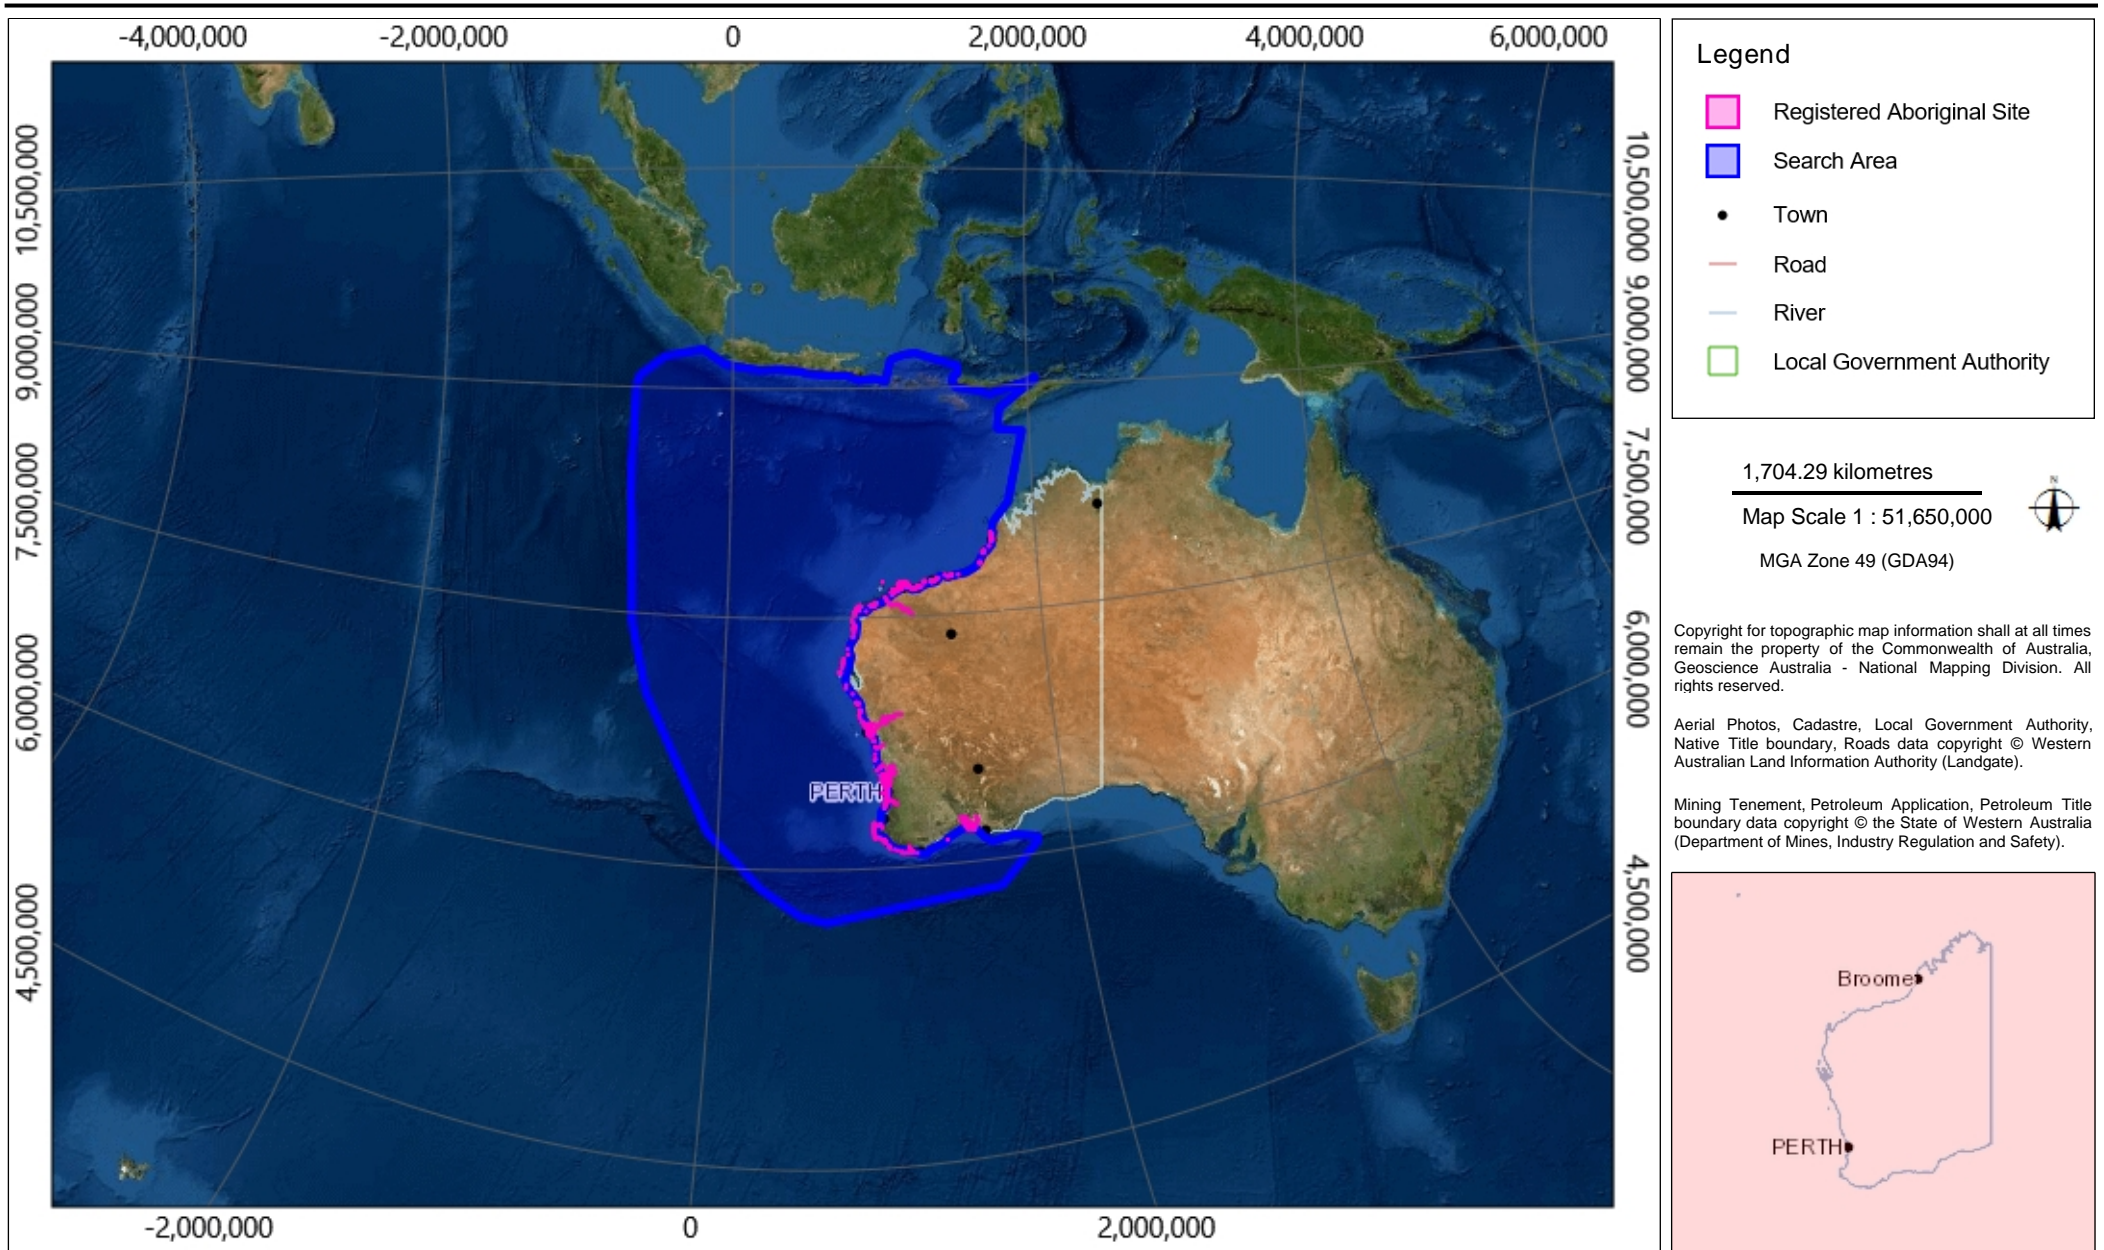 -4,000,000 -2,000,000 0 2,000,000 4,000,000 6,000,000
10,500,000
9,000,000
7,500,000
6,000,000
4,500,000
PERTH
10,500,000
9,000,000
7,500,000
6,000,000
4,500,000
-2,000,000 0 2,000,000
Legend
Registered Aboriginal Site
Search Area
Town
Road
River
Local Government Authority
1,704.29 kilometres
Map Scale 1 : 51,650,000
MGA Zone 49 (GDA94)
N
Copyright for topographic map information shall at all times
remain the property of the Commonwealth of Australia,
Geoscience Australia - National Mapping Division. All
rights reserved.
Aerial Photos, Cadastre, Local Government Authority,
Native Title boundary, Roads data copyright © Western
Australian Land Information Authority (Landgate).
Mining Tenement, Petroleum Application, Petroleum Title
boundary data copyright © the State of Western Australia
(Department of Mines, Industry Regulation and Safety).
Broome
PERTH